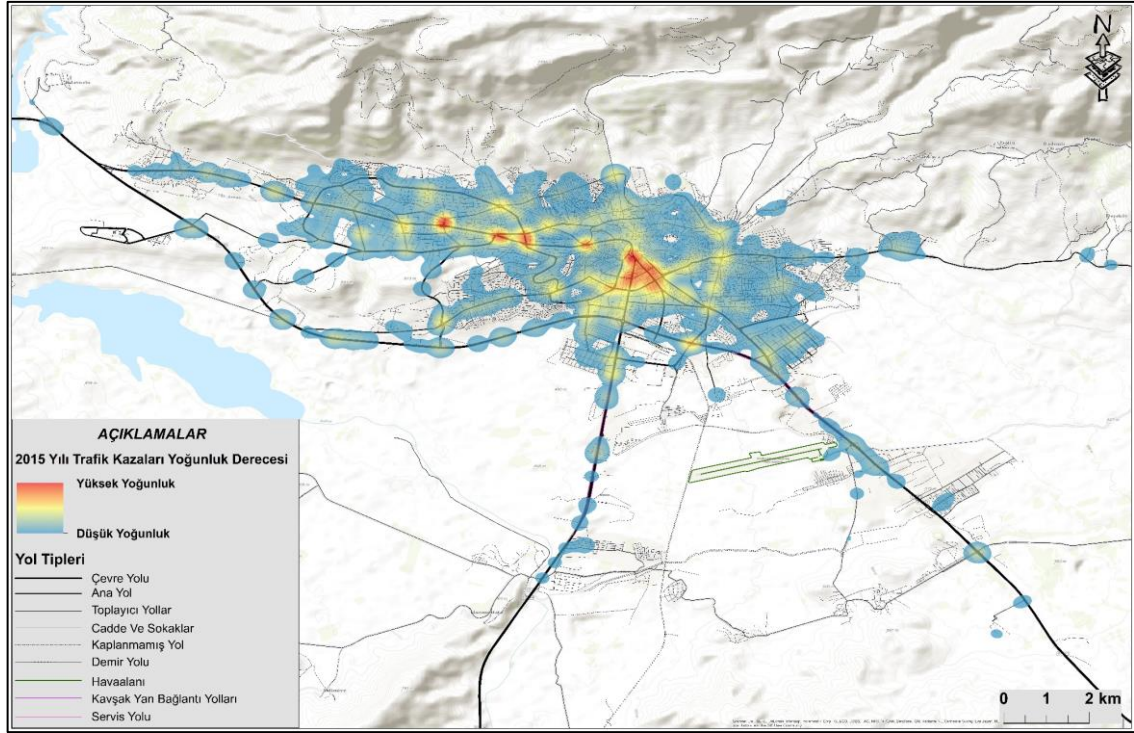 N
AÇIKLAMALAR
2015 Yılı Trafik Kazaları Yoğunluk Derecesi
Yüksek Yoğunluk
Düşük Yoğunluk
Yol Tipleri
Çevre Yolu
Ana Yol
Toplayıcı Yollar
Cadde Ve Sokaklar
Kaplanmamış Yol
Demir Yolu
Havaalanı
Kavşak Yan Bağlantı Yolları
Servis Yolu
0 1 2 km